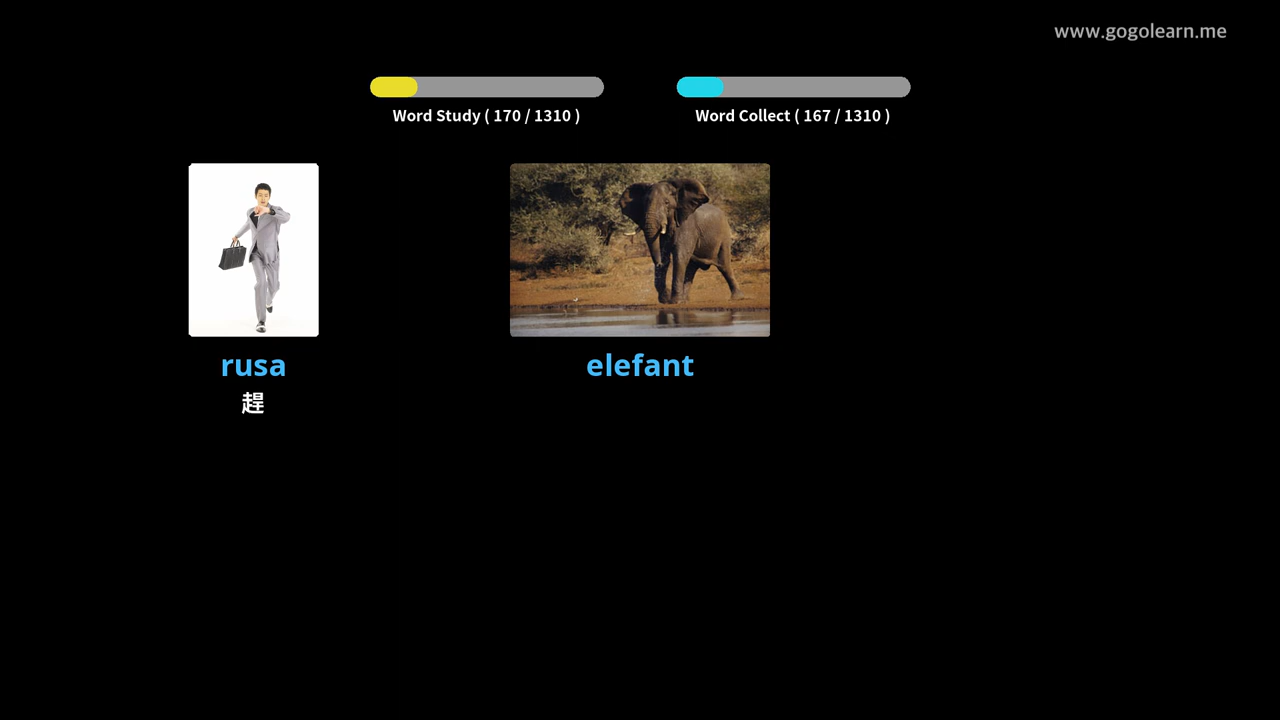 www.gogolearn.me
Word Study ( 170 / 1310 )
Word Collect ( 167 / 1310 )
rusa
趕
elefant